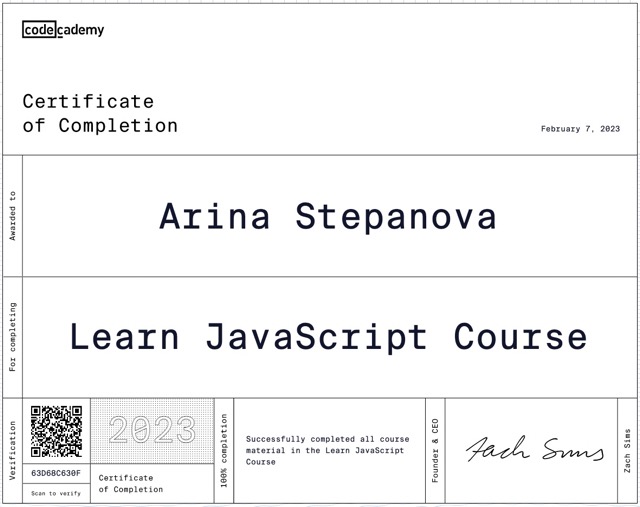 codecademy
Certificate
of Completion
February 7, 2023
Awarded to
Arina Stepanova
For completing
Learn JavaScript Course
Verification
63D68C630F
Scan to verify
2023
Certificate
of Completion
100% completion
Successfully completed all course
material in the Learn JavaScript
Course
Founder & CEO
Zach Sims
Zach Sims